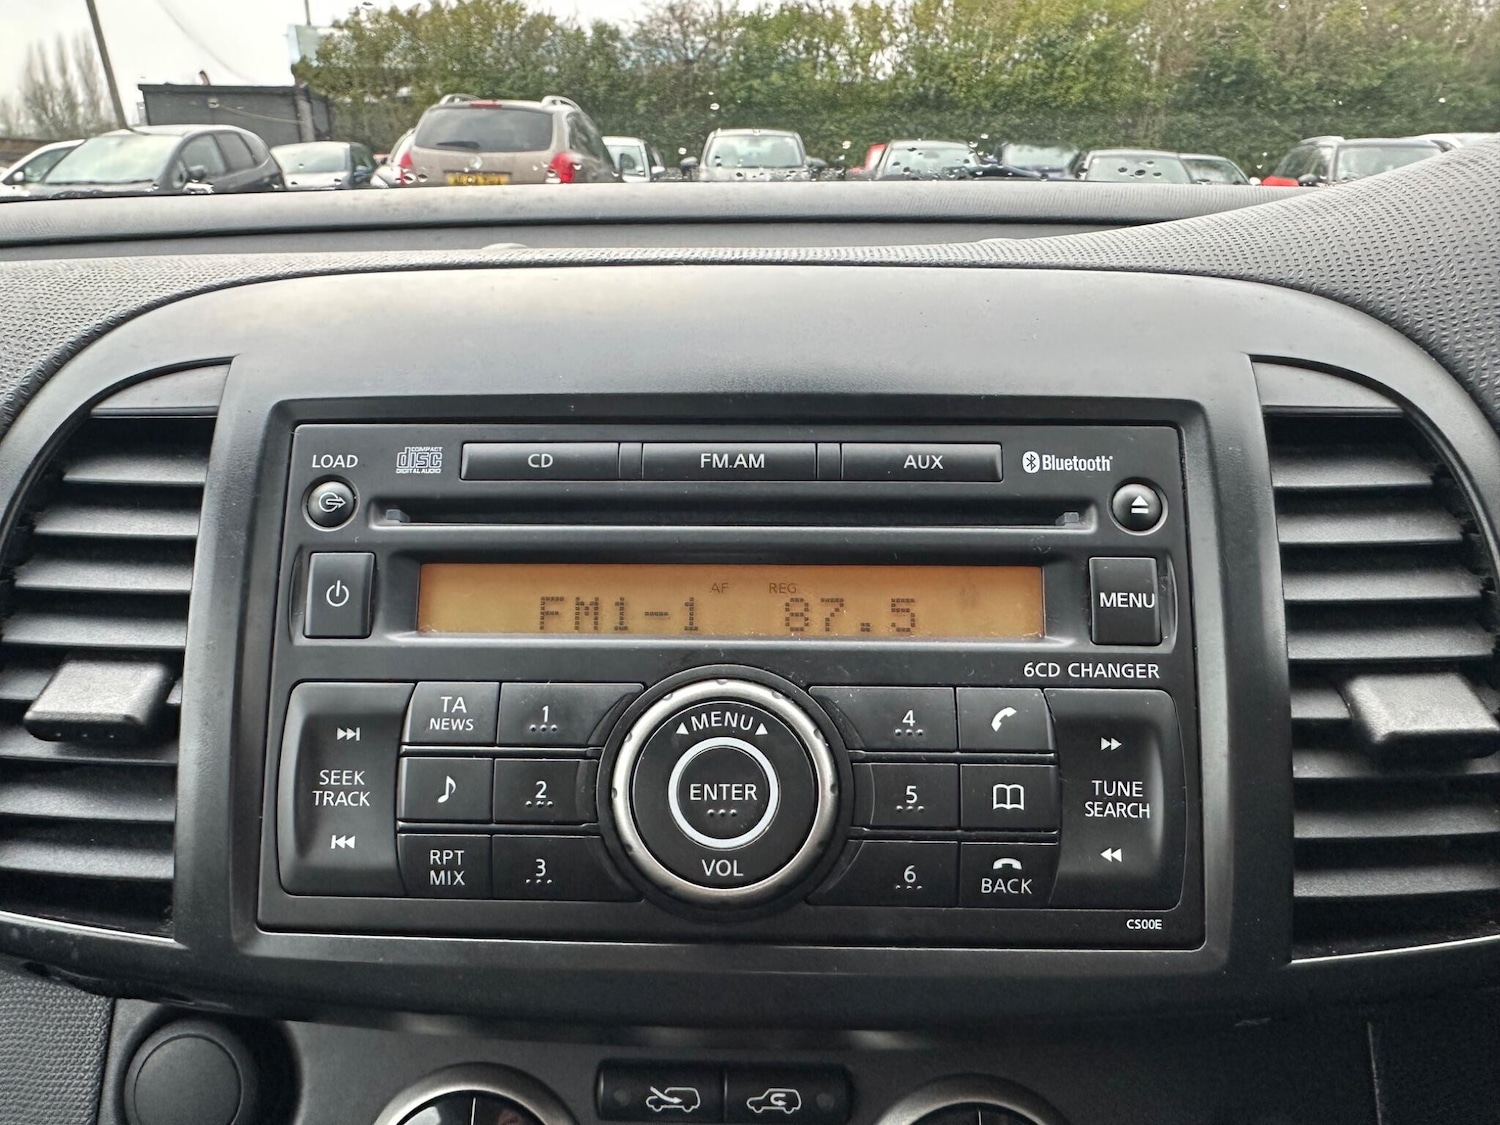 LOAD
COMPACT
disc
DIGITAL AUDIO
CD
FM.AM
AUX
Bluetooth®
AF REG
FM1-1 87.5
MENU
6CD CHANGER
SEEK
TRACK
TA
NEWS
1
2
RPT
MIX
3
MENU
ENTER
VOL
4
5
6
BACK
TUNE
SEARCH
CS00E